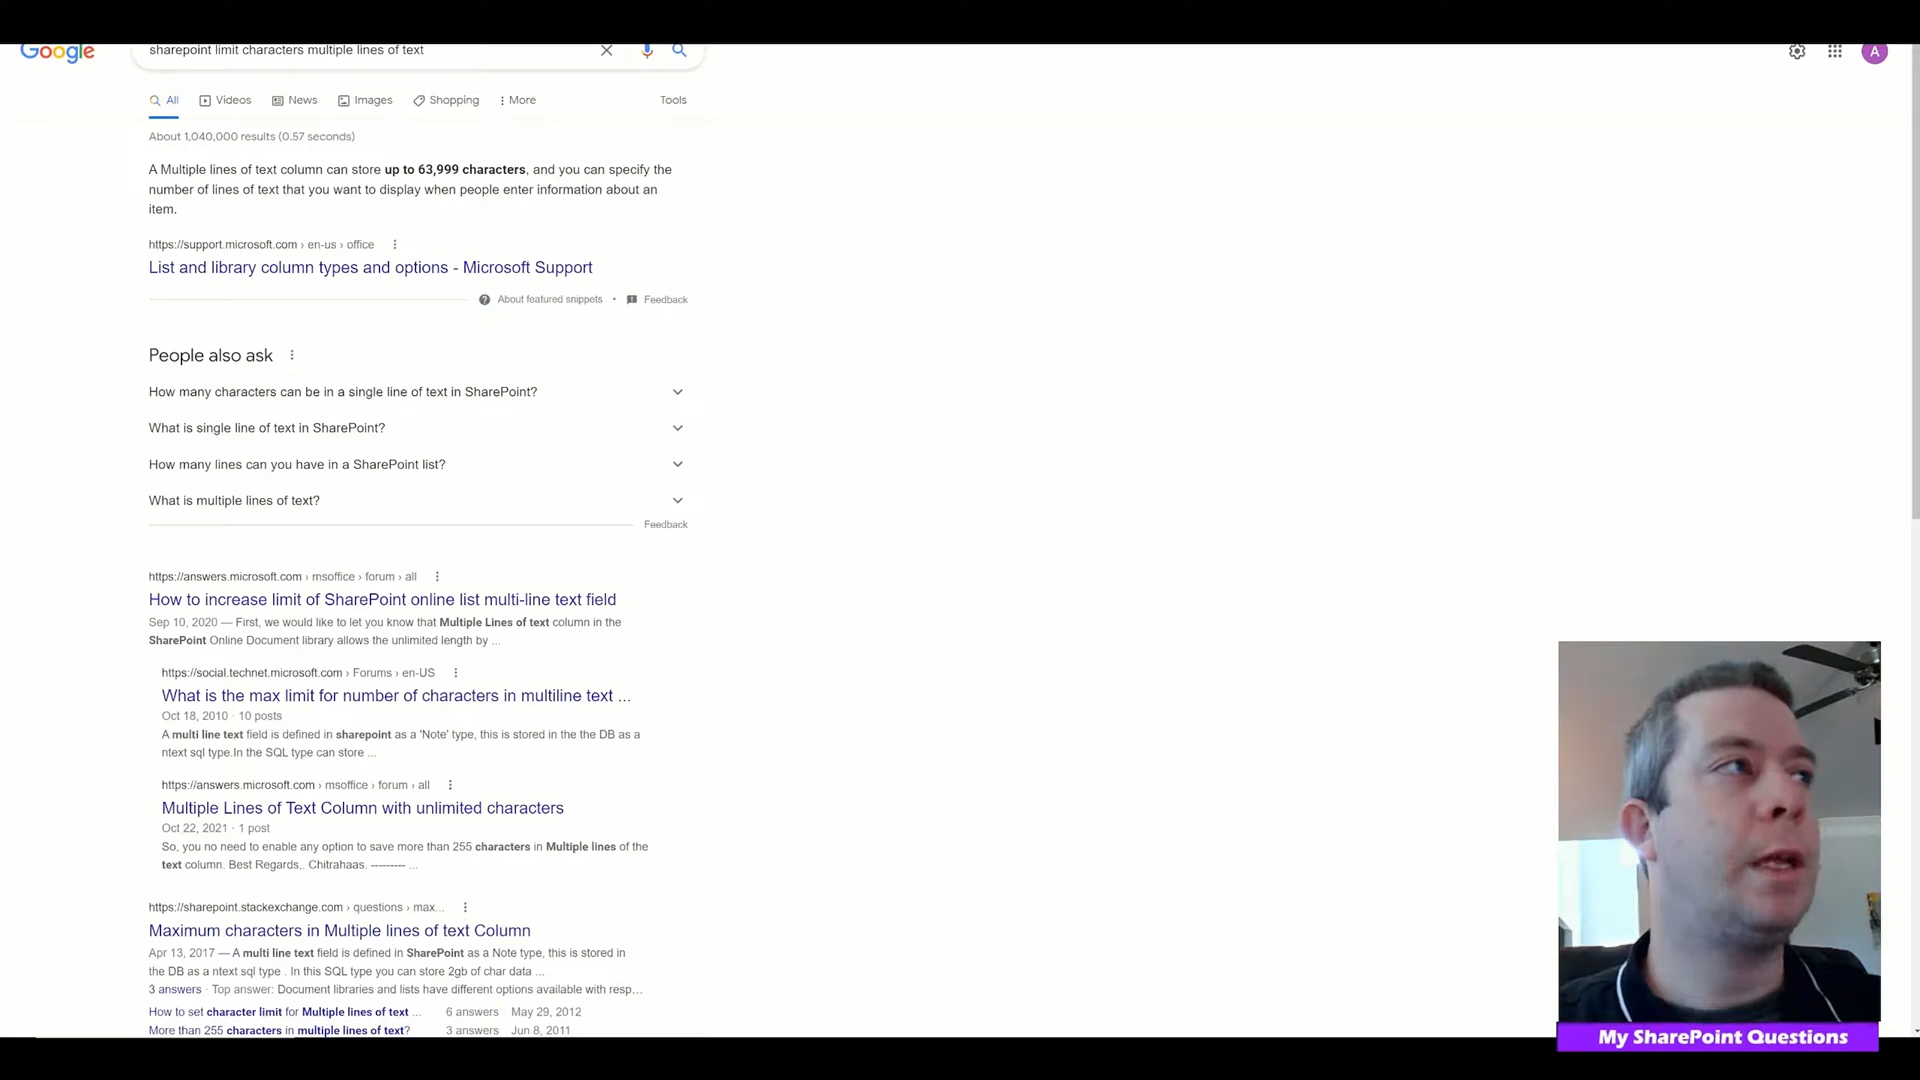 Google
sharepoint limit characters multiple lines of text
All Videos News Images Shopping More Tools
A
About 1,040,000 results (0.57 seconds)
A Multiple lines of text column can store up to 63,999 characters, and you can specify the
number of lines of text that you want to display when people enter information about an
item.
https://support.microsoft.com › en-us › office
List and library column types and options - Microsoft Support
About featured snippets • Feedback
People also ask
How many characters can be in a single line of text in SharePoint?
What is single line of text in SharePoint?
How many lines can you have in a SharePoint list?
What is multiple lines of text?
Feedback
https://answers.microsoft.com › msoffice › forum › all
How to increase limit of SharePoint online list multi-line text field
Sep 10, 2020 — First, we would like to let you know that Multiple Lines of text column in the
SharePoint Online Document library allows the unlimited length by ...
https://social.technet.microsoft.com › Forums › en-US
What is the max limit for number of characters in multiline text ...
Oct 18, 2010 · 10 posts
A multi line text field is defined in sharepoint as a 'Note' type, this is stored in the the DB as a
ntext sql type.In the SQL type can store ...
https://answers.microsoft.com › msoffice › forum › all
Multiple Lines of Text Column with unlimited characters
Oct 22, 2021 · 1 post
So, you no need to enable any option to save more than 255 characters in Multiple lines of the
text column. Best Regards,. Chitrahaas. --------- ...
https://sharepoint.stackexchange.com › questions › max...
Maximum characters in Multiple lines of text Column
Apr 13, 2017 — A multi line text field is defined in SharePoint as a Note type, this is stored in
the DB as a ntext sql type . In this SQL type you can store 2gb of char data ...
3 answers · Top answer: Document libraries and lists have different options available with resp...
How to set character limit for Multiple lines of text ... 6 answers May 29, 2012
More than 255 characters in multiple lines of text? 3 answers Jun 8, 2011
My SharePoint Questions